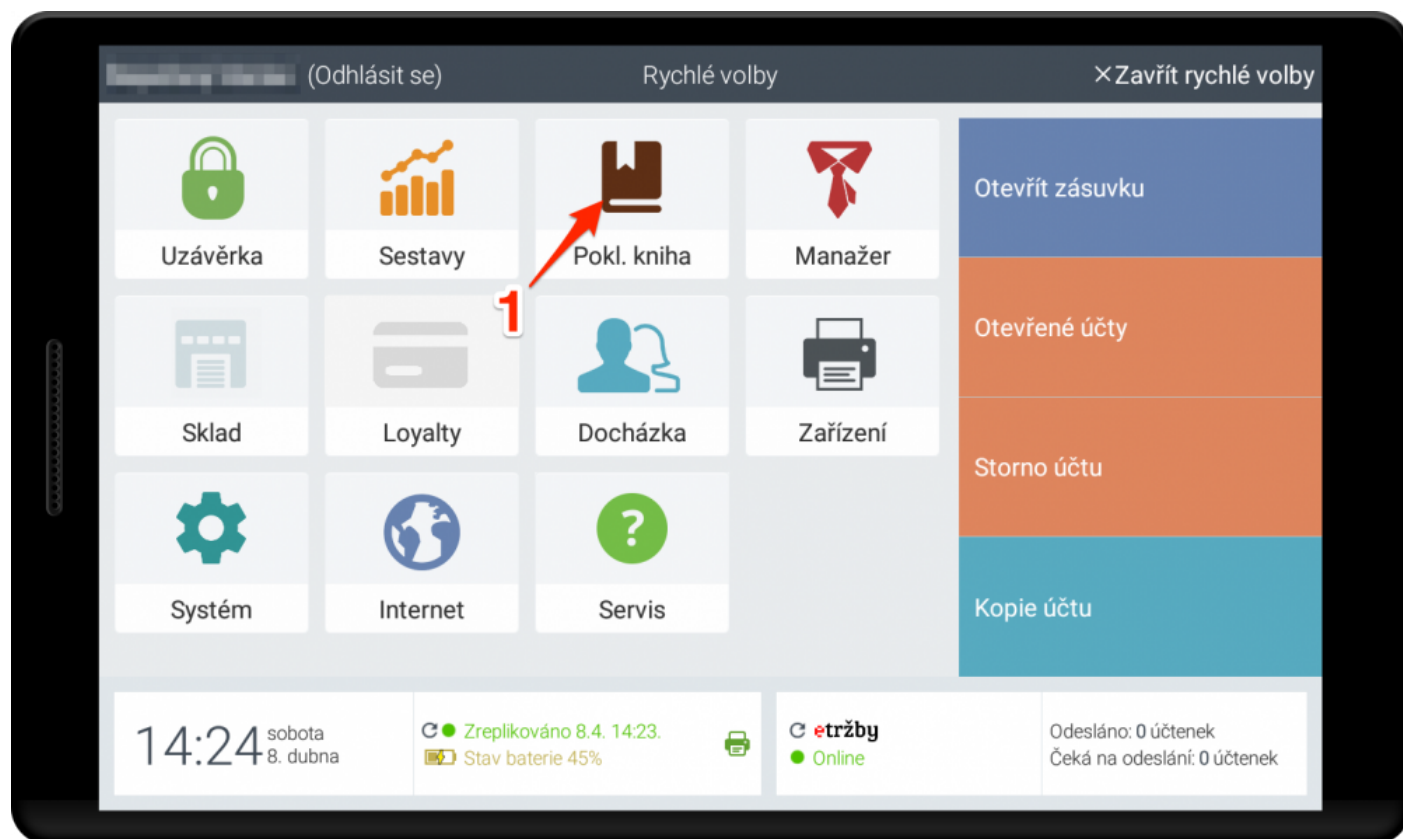 (Odhlásit se)
Rychlé volby
×Zavřít rychlé volby
Uzávěrka
Sestavy
Pokl. kniha
Manažer
1
Sklad
Loyalty
Docházka
Zařízení
Systém
Internet
?
Servis
Otevřít zásuvku
Otevřené účty
Storno účtu
Kopie účtu
14:24
sobota
8. dubna
Zreplikováno 8.4. 14:23.
Stav baterie 45%
etržby
Online
Odesláno: 0 účtenek
Čeká na odeslání: 0 účtenek